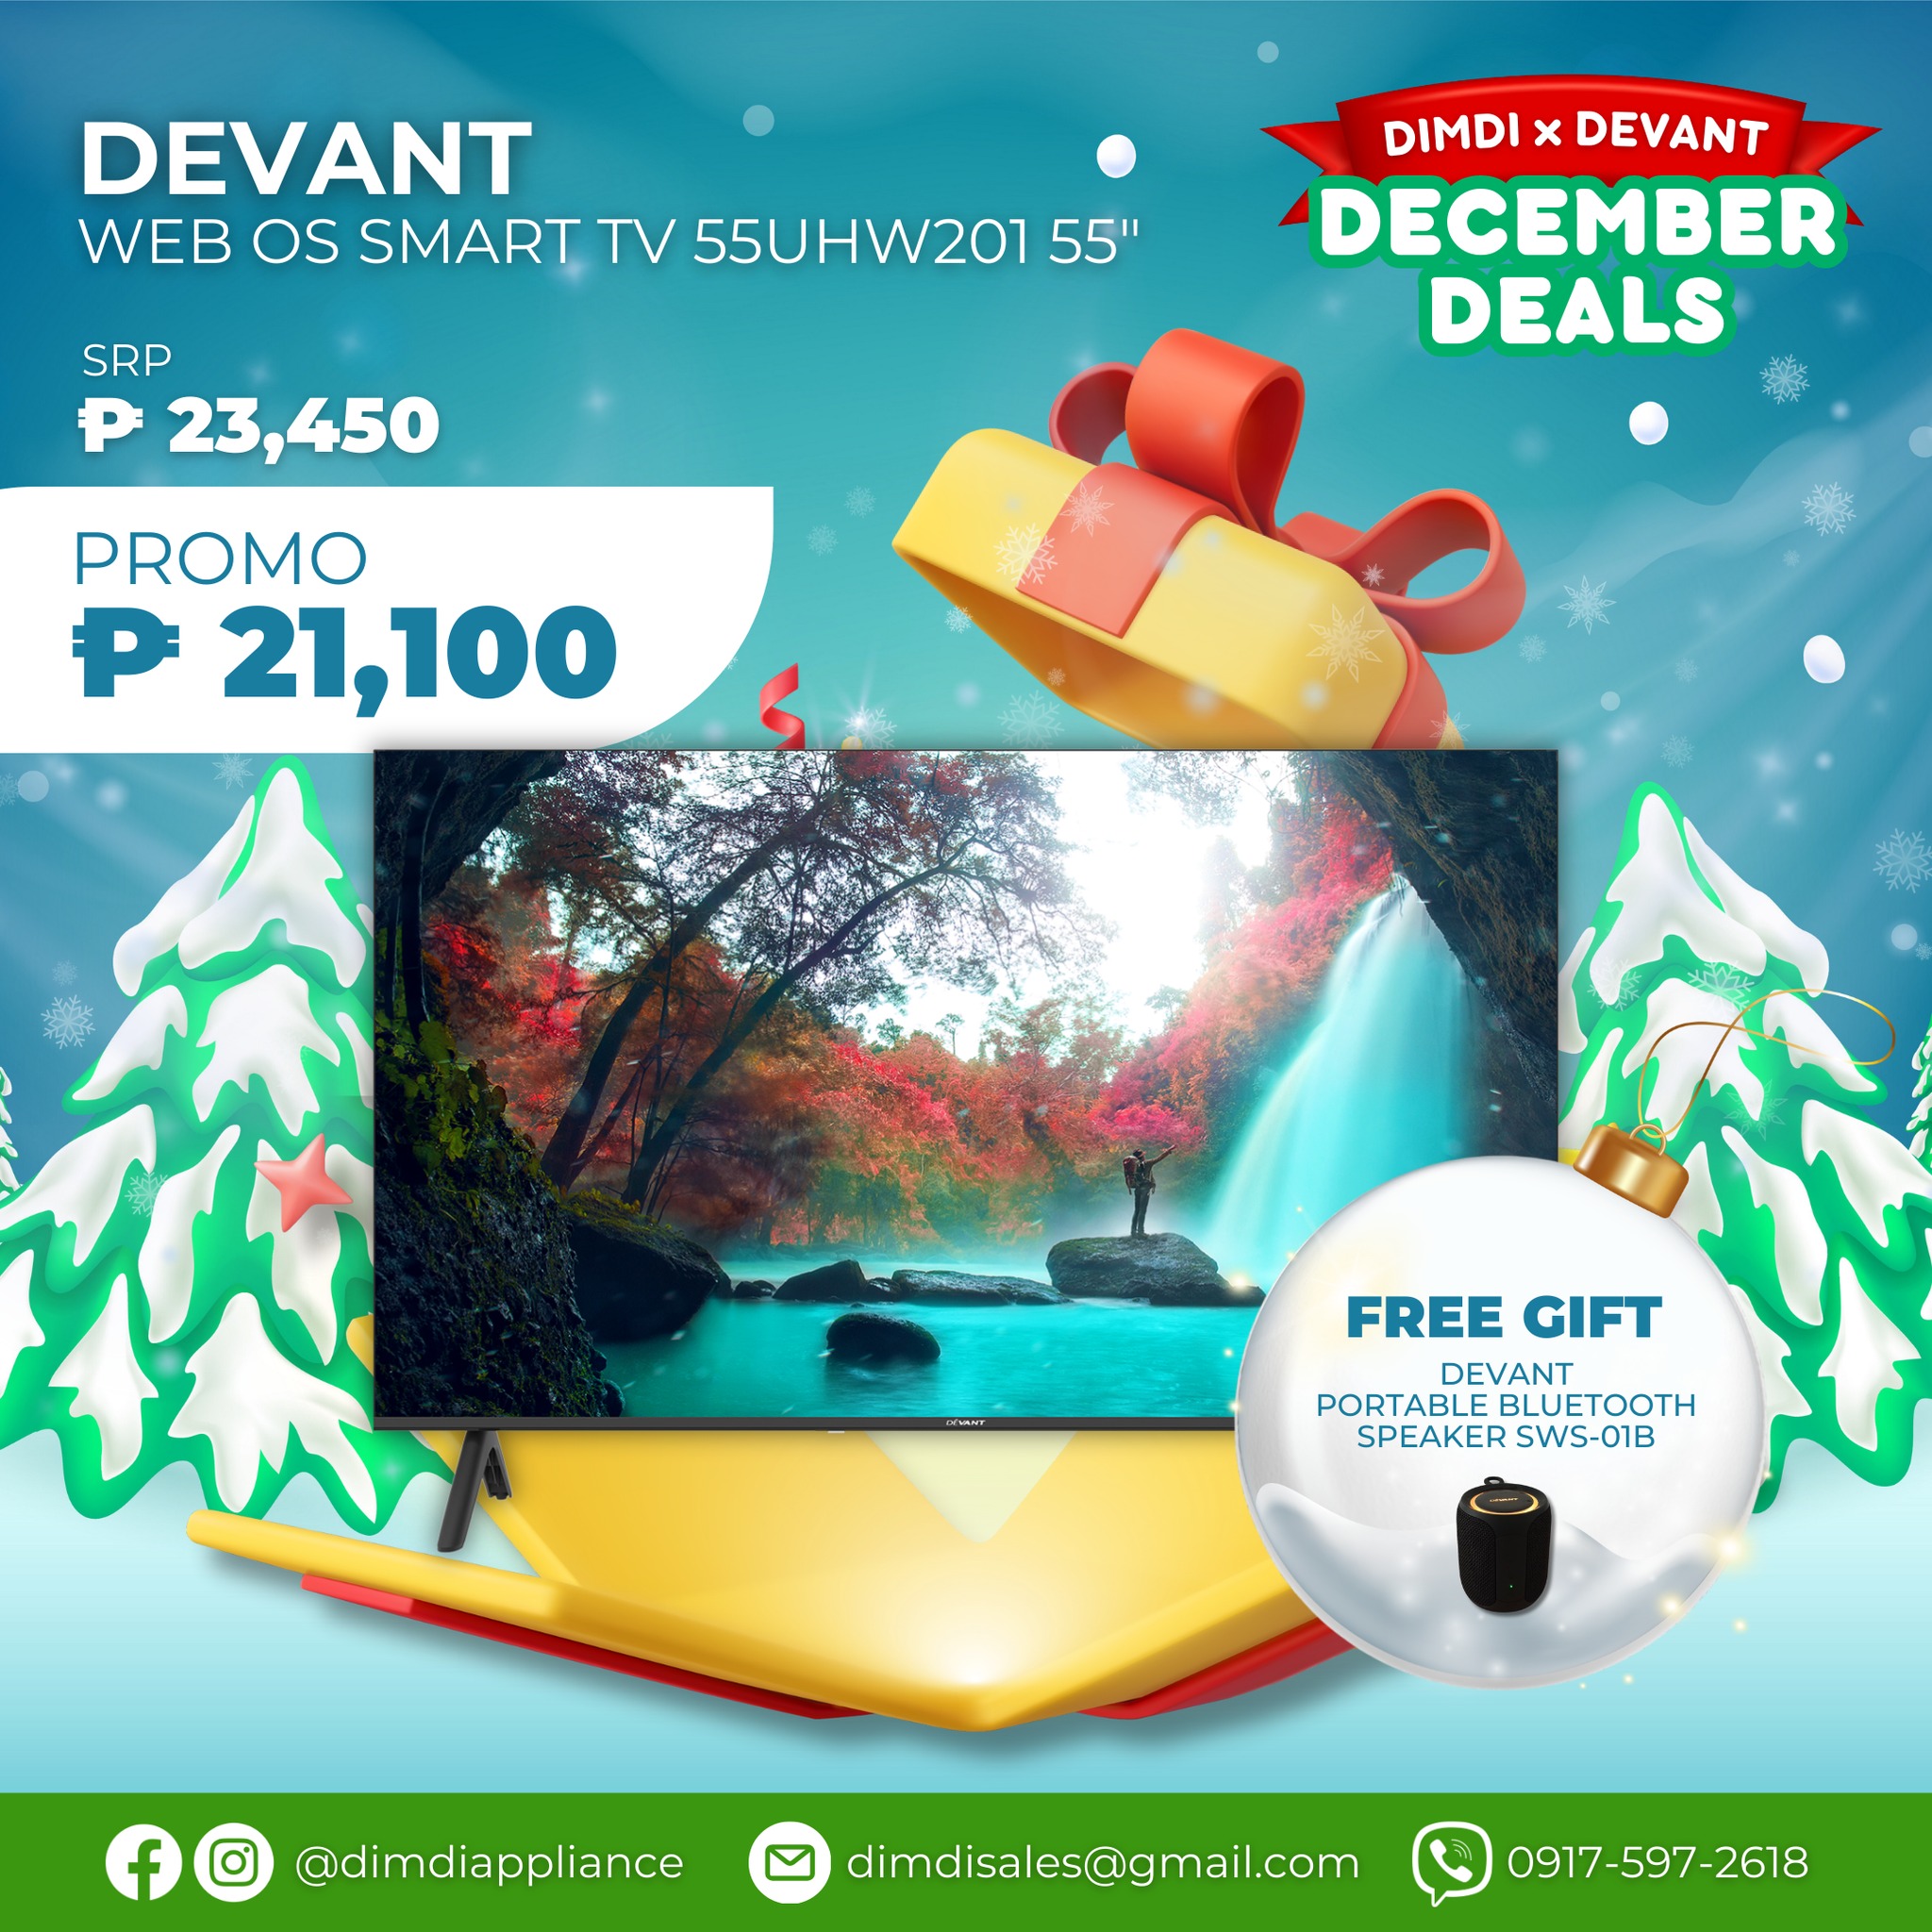 DEVANT
WEB OS SMART TV 55UHW201 55"
DIMDI x DEVANT
DECEMBER
DEALS
SRP
₱ 23,450
PROMO
₱ 21,100
DEVANT
FREE GIFT
DEVANT
PORTABLE BLUETOOTH
SPEAKER SWS-01B
DEVANT
@dimdiappliance
dimdisales@gmail.com
0917-597-2618